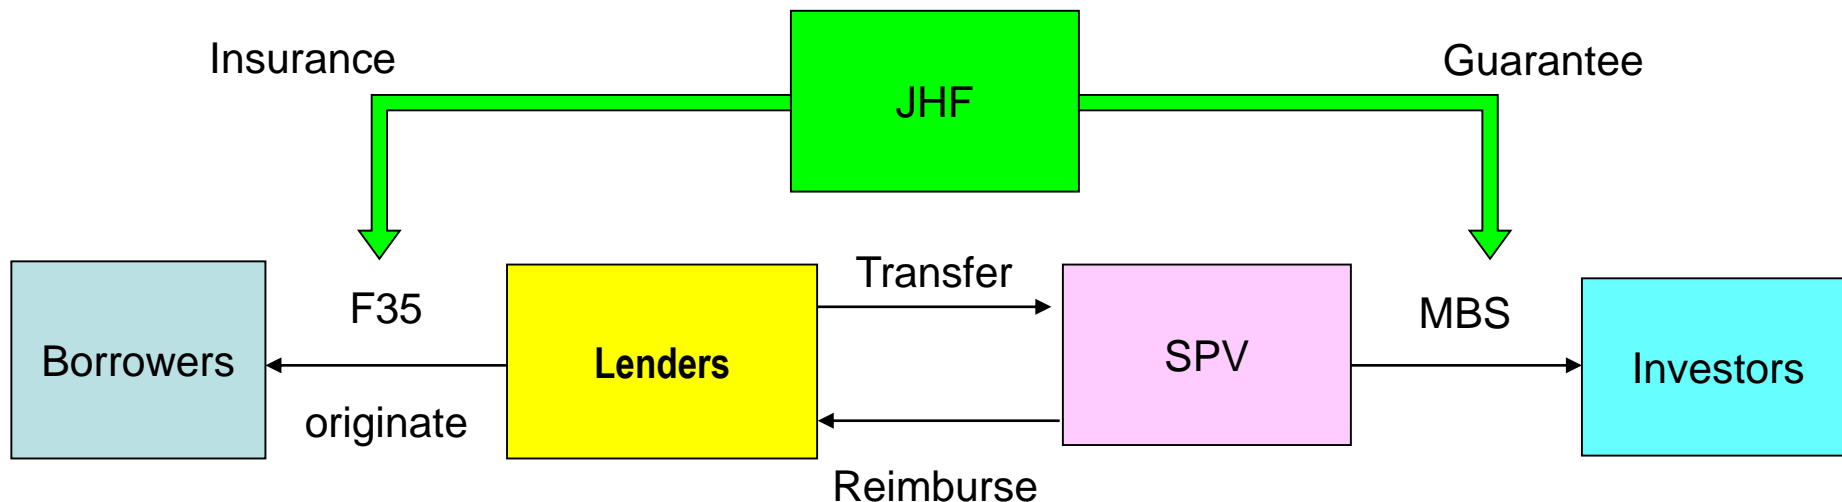 Insurance
JHF
Guarantee
Borrowers
F35
originate
Lenders
Transfer
Reimburse
SPV
MBS
Investors